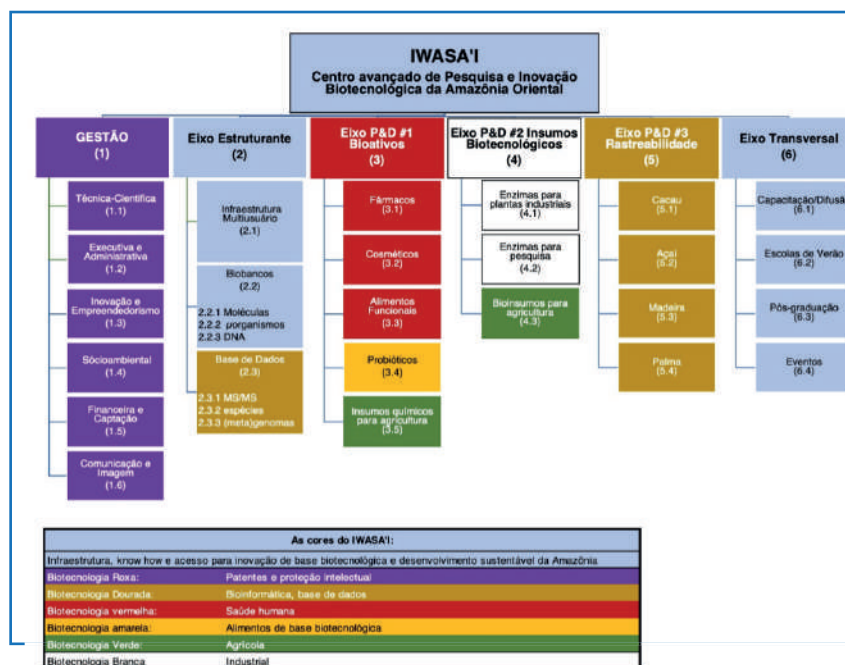 IWASA'I
Centro avançado de Pesquisa e Inovação
Biotecnológica da Amazônia Oriental
GESTÃO
(1)
Técnica-Científica
(1.1)
Executiva e
Administrativa
(1.2)
Inovação e
Empreendedorismo
(1.3)
Sócioambiental
(1.4)
Financeira e
Captação
(1.5)
Comunicação e
Imagem
(1.6)
Eixo Estruturante
(2)
Infraestrutura
Multiusuário
(2.1)
Biobancos
(2.2)
2.2.1 Moléculas
2.2.2 µorganismos
2.2.3 DNA
Base de Dados
(2.3)
2.3.1 MS/MS
2.3.2 espécies
2.3.3 (meta)genomas
Eixo P&D #1
Bioativos
(3)
Fármacos
(3.1)
Cosméticos
(3.2)
Alimentos
Funcionais
(3.3)
Probióticos
(3.4)
Insumos químicos
para agricultura
(3.5)
Eixo P&D #2 Insumos
Biotecnológicos
(4)
Enzimas para
plantas industriais
(4.1)
Enzimas para
pesquisa
(4.2)
Bioinsumos para
agricultura
(4.3)
Eixo P&D #3
Rastreabilidade
(5)
Cacau
(5.1)
Açaí
(5.2)
Madeira
(5.3)
Palma
(5.4)
Eixo Transversal
(6)
Capacitação/Difusã
(6.1)
Escolas de Verão
(6.2)
Pós-graduação
(6.3)
Eventos
(6.4)
As cores do IWASA'I:
Infraestrutura, know how e acesso para inovação de base biotecnológica e desenvolvimento sustentável da Amazônia
Biotecnologia Roxa: Patentes e proteção intelectual
Biotecnologia Dourada: Bioinformática, base de dados
Biotecnologia vermelha: Saúde humana
Biotecnologia amarela: Alimentos de base biotecnológica
Biotecnologia Verde: Agrícola
Biotecnologia Branca Industrial